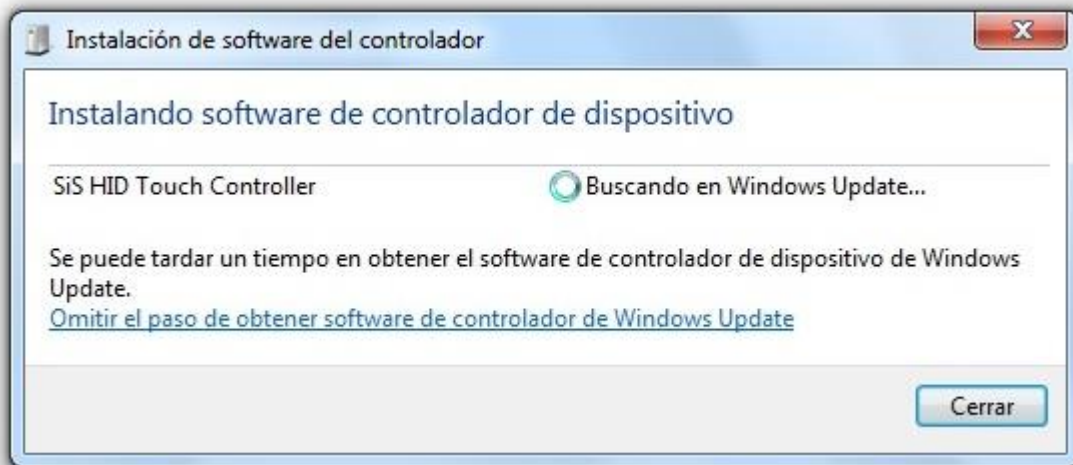 Instalación de software del controlador
Instalando software de controlador de dispositivo
SiS HID Touch Controller Buscando en Windows Update...
Se puede tardar un tiempo en obtener el software de controlador de dispositivo de Windows
Update.
Omitir el paso de obtener software de controlador de Windows Update
Cerrar